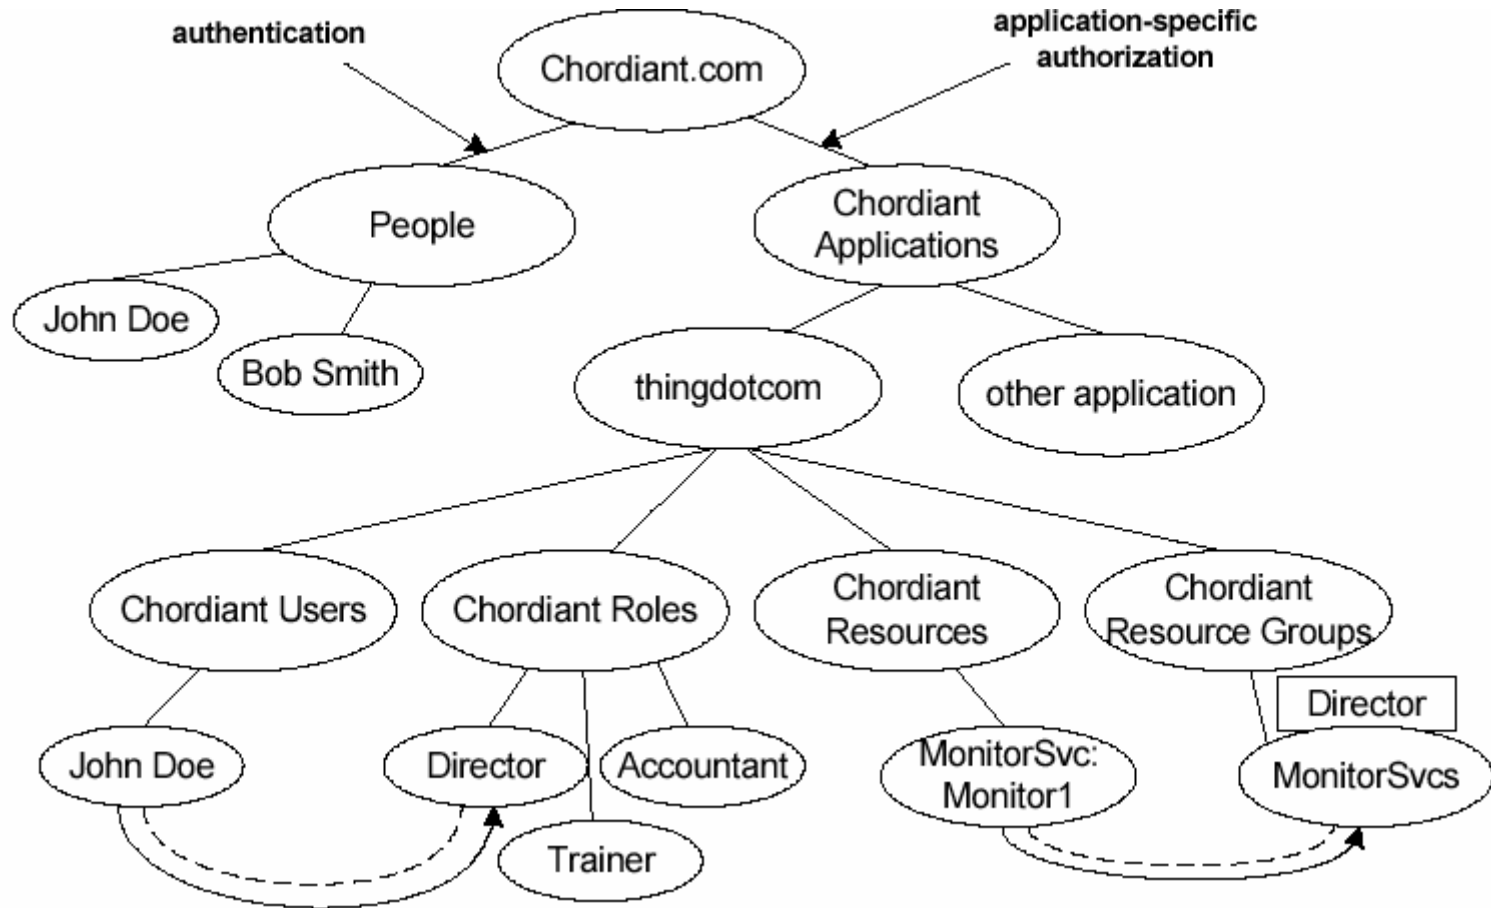 authentication
application-specific
authorization
Chordiant.com
People
Chordiant
Applications
John Doe
Bob Smith
thingdotcom
other application
Chordiant Users
Chordiant Roles
Chordiant
Resources
Chordiant
Resource Groups
Director
John Doe
Director
Accountant
MonitorSvc:
Monitor1
MonitorSvcs
Trainer